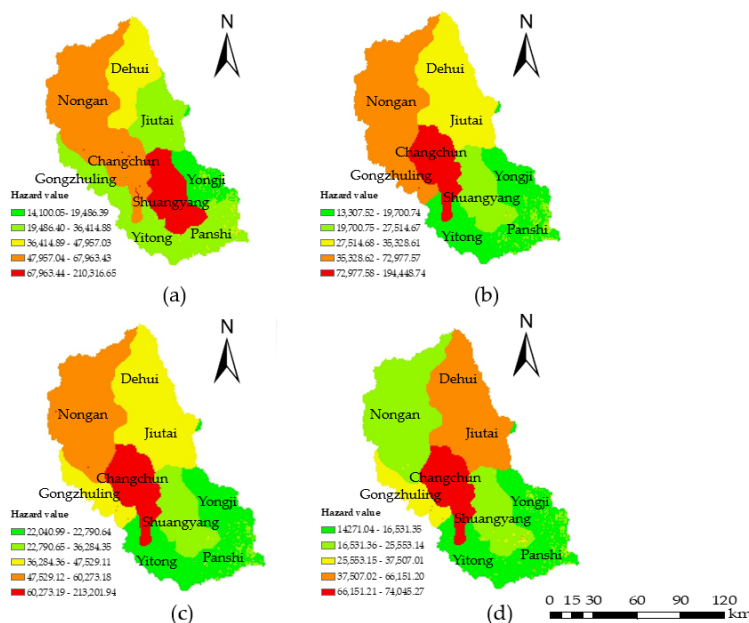 N
Dehui
Nongan
Jiutai
Changchun
Gongzhuling
Yongji
Shuangyang
Yitong
Panshi
Hazard value
14,100.05- 19,486.39
19,486.40 - 36,414.88
36,414.89 - 47,957.03
47,957.04 - 67,963.43
67,963.44 - 210,316.65
(a)
N
Dehui
Nongan
Jiutai
Changchun
Gongzhuling
Yongji
Shuangyang
Yitong
Panshi
Hazard value
13,307.52 - 19,700.74
19,700.75 - 27,514.67
27,514.68 - 35,328.61
35,328.62 - 72,977.57
72,977.58 - 194,448.74
(b)
N
Dehui
Nongan
Jiutai
Changchun
Gongzhuling
Yongji
Shuangyang
Yitong
Panshi
Hazard value
22,040.99 - 22,790.64
22,790.65 - 36,284.35
36,284.36 - 47,529.11
47,529.12 - 60,273.18
60,273.19 - 213,201.94
(c)
N
Dehui
Nongan
Jiutai
Changchun
Gongzhuling
Yongji
Shuangyang
Yitong
Panshi
Hazard value
14271.04 - 16,531.35
16,531.36 - 25,553.14
25,553.15 - 37,507.01
37,507.02 - 66,151.20
66,151.21 - 74,045.27
(d)
0 15 30 60 90 120
km